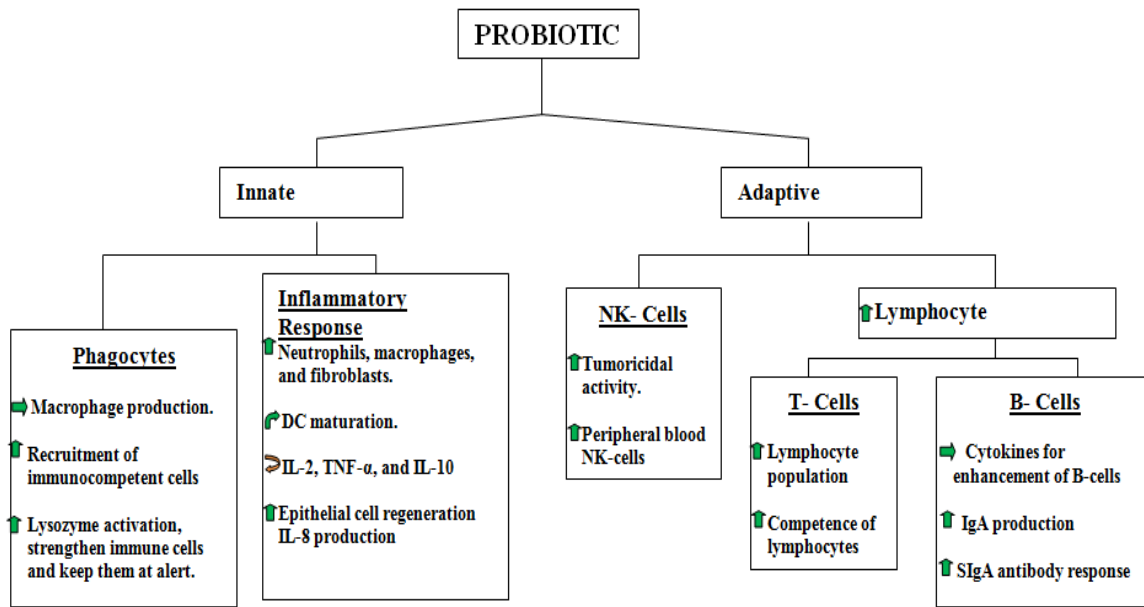 PROBIOTIC
Innate
Adaptive
Phagocytes
Macrophage production.
Recruitment of
immunocompetent cells
Lysozyme activation,
strengthen immune cells
and keep them at alert.
Inflammatory
Response
Neutrophils, macrophages,
and fibroblasts.
DC maturation.
IL-2, TNF-α, and IL-10
Epithelial cell regeneration
IL-8 production
NK- Cells
Tumoricidal
activity.
Peripheral blood
NK-cells
Lymphocyte
T- Cells
Lymphocyte
population
Competence of
lymphocytes
B- Cells
Cytokines for
enhancement of B-cells
IgA production
SIgA antibody response